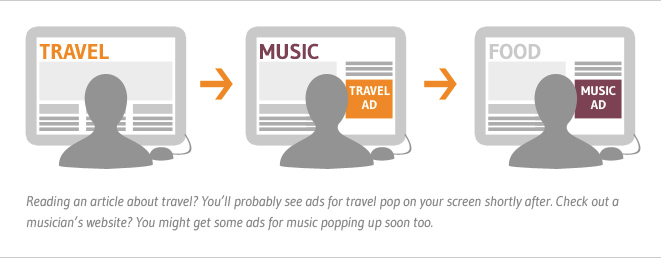 TRAVEL
MUSIC
TRAVEL
AD
FOOD
MUSIC
AD
Reading an article about travel? You’ll probably see ads for travel pop on your screen shortly after. Check out a
musician’s website? You might get some ads for music popping up soon too.